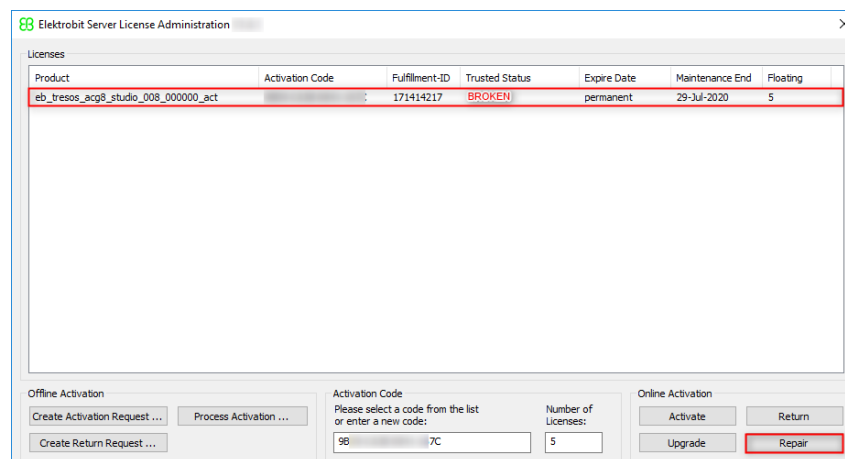 Elektrobit Server License Administration
Licenses
Product Activation Code Fulfillment-ID Trusted Status Expire Date Maintenance End Floating
eb_tresos_acg8_studio_008_000000_act 171414217 BROKEN permanent 29-Jul-2020 5
Offline Activation Activation Code Online Activation
Create Activation Request ... Process Activation ... Please select a code from the list Number of Activate Return
or enter a new code: Licenses:
Create Return Request ... 9B 7C 5 Upgrade Repair